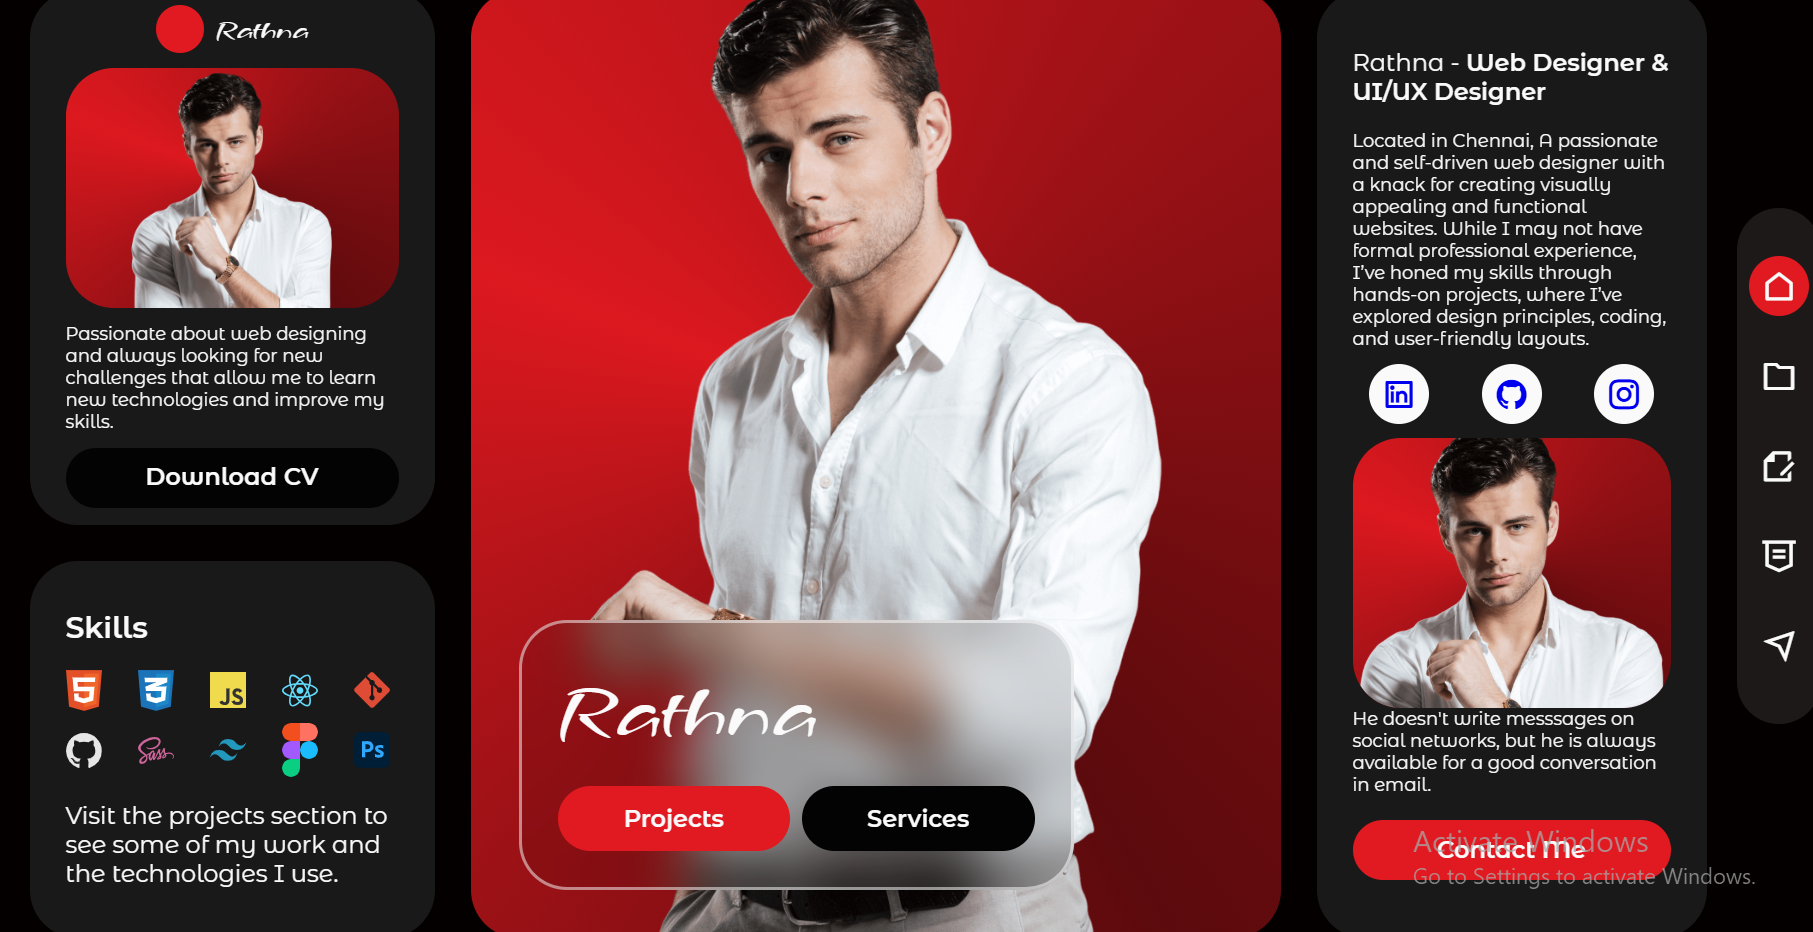 Rathna
Passionate about web designing
and always looking for new
challenges that allow me to learn
new technologies and improve my
skills.
Download CV
Skills
JS
Sass
Ps
Visit the projects section to
see some of my work and
the technologies I use.
Rathna
Projects
Services
Rathna - Web Designer &
UI/UX Designer
Located in Chennai, A passionate
and self-driven web designer with
a knack for creating visually
appealing and functional
websites. While I may not have
formal professional experience,
I've honed my skills through
hands-on projects, where I've
explored design principles, coding,
and user-friendly layouts.
in
He doesn't write messsages on
social networks, but he is always
available for a good conversation
in email.
Contact Me
Activate Windows
Go to Settings to activate Windows.